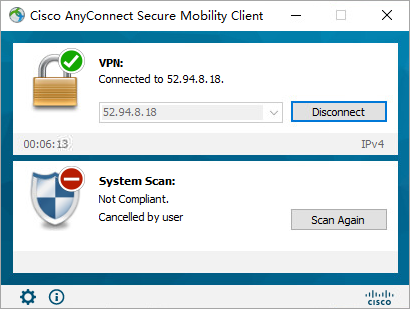 Cisco AnyConnect Secure Mobility Client
VPN:
Connected to 52.94.8.18.
52.94.8.18
Disconnect
00:06:13
IPv4
System Scan:
Not Compliant.
Cancelled by user
Scan Again
CISCO